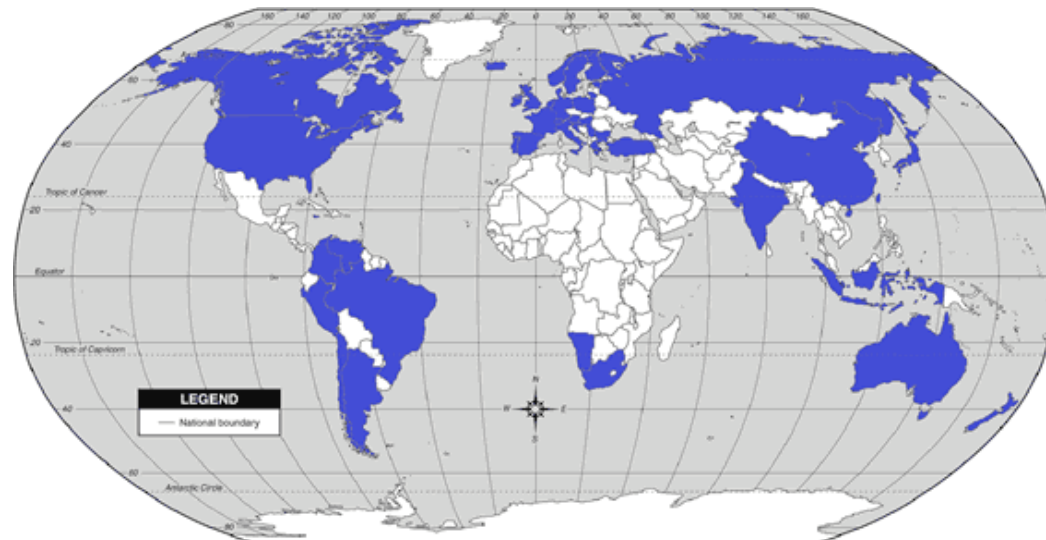 160 140 120 100 80 60 40 20 0 20 40 60 80 100 120 140 160
80
60
40
Tropic of Cancer
20
Equator
0
20
Tropic of Capricorn
LEGEND
National boundary
N
W E
S
40
60
Antarctic Circle
80